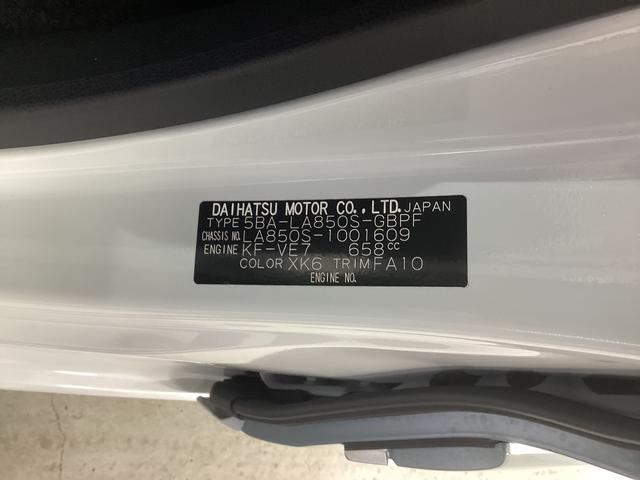 DAIHATSU MOTOR CO., LTD. JAPAN
TYPE 5BA-LA850S-GBPF
CHASSIS NO. LA850S-1001609
ENGINE KF-VE7 658cc
COLOR XK6 TRIM FA10
ENGINE NO.